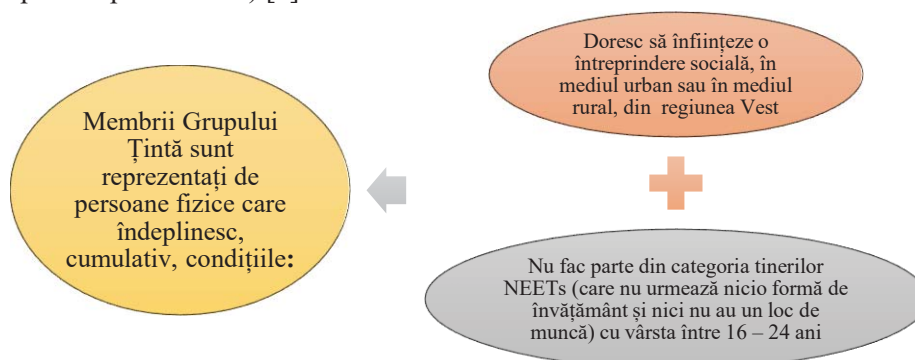 Membrii Grupului
Țintă sunt
reprezentați de
persoane fizice care
îndeplinesc,
cumulativ, condițiile:
Doresc să înființeze o
întreprindere socială, în
mediul urban sau în mediul
rural, din regiunea Vest
Nu fac parte din categoria tinerilor
NEETs (care nu urmează nicio formă de
învățământ și nici nu au un loc de
muncă) cu vârsta între 16 – 24 ani